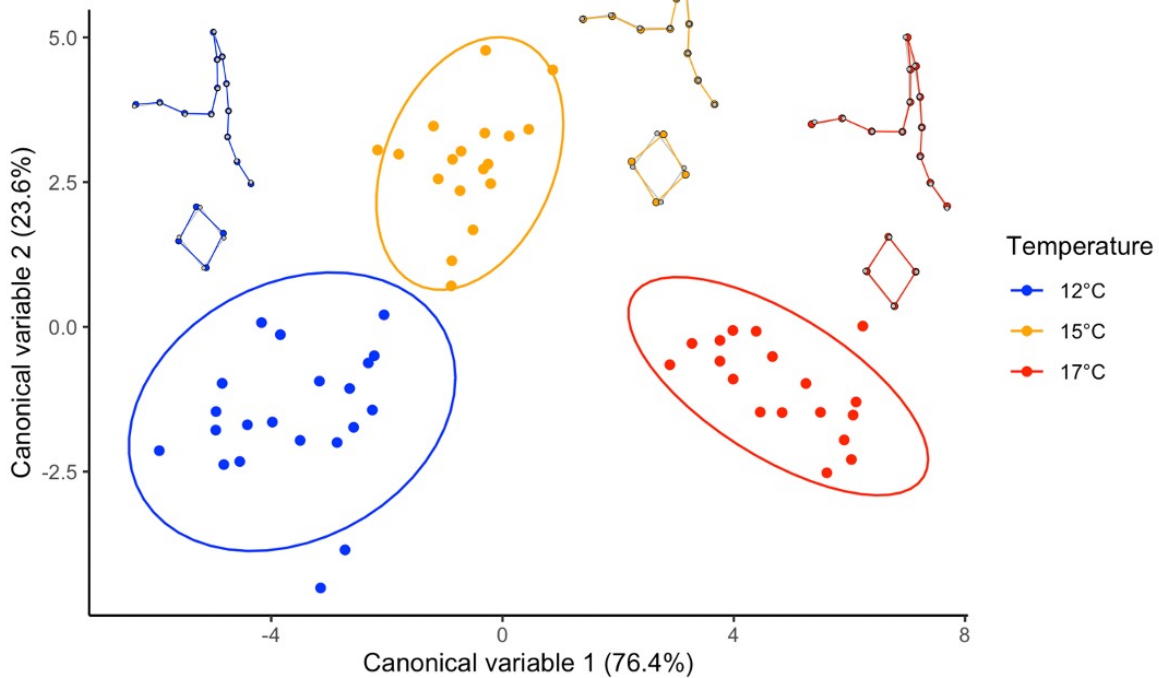 Canonical variable 2 (23.6%)
5.0
2.5
0.0
-2.5
-4
0
4
8
Canonical variable 1 (76.4%)
Temperature
12°C
15°C
17°C